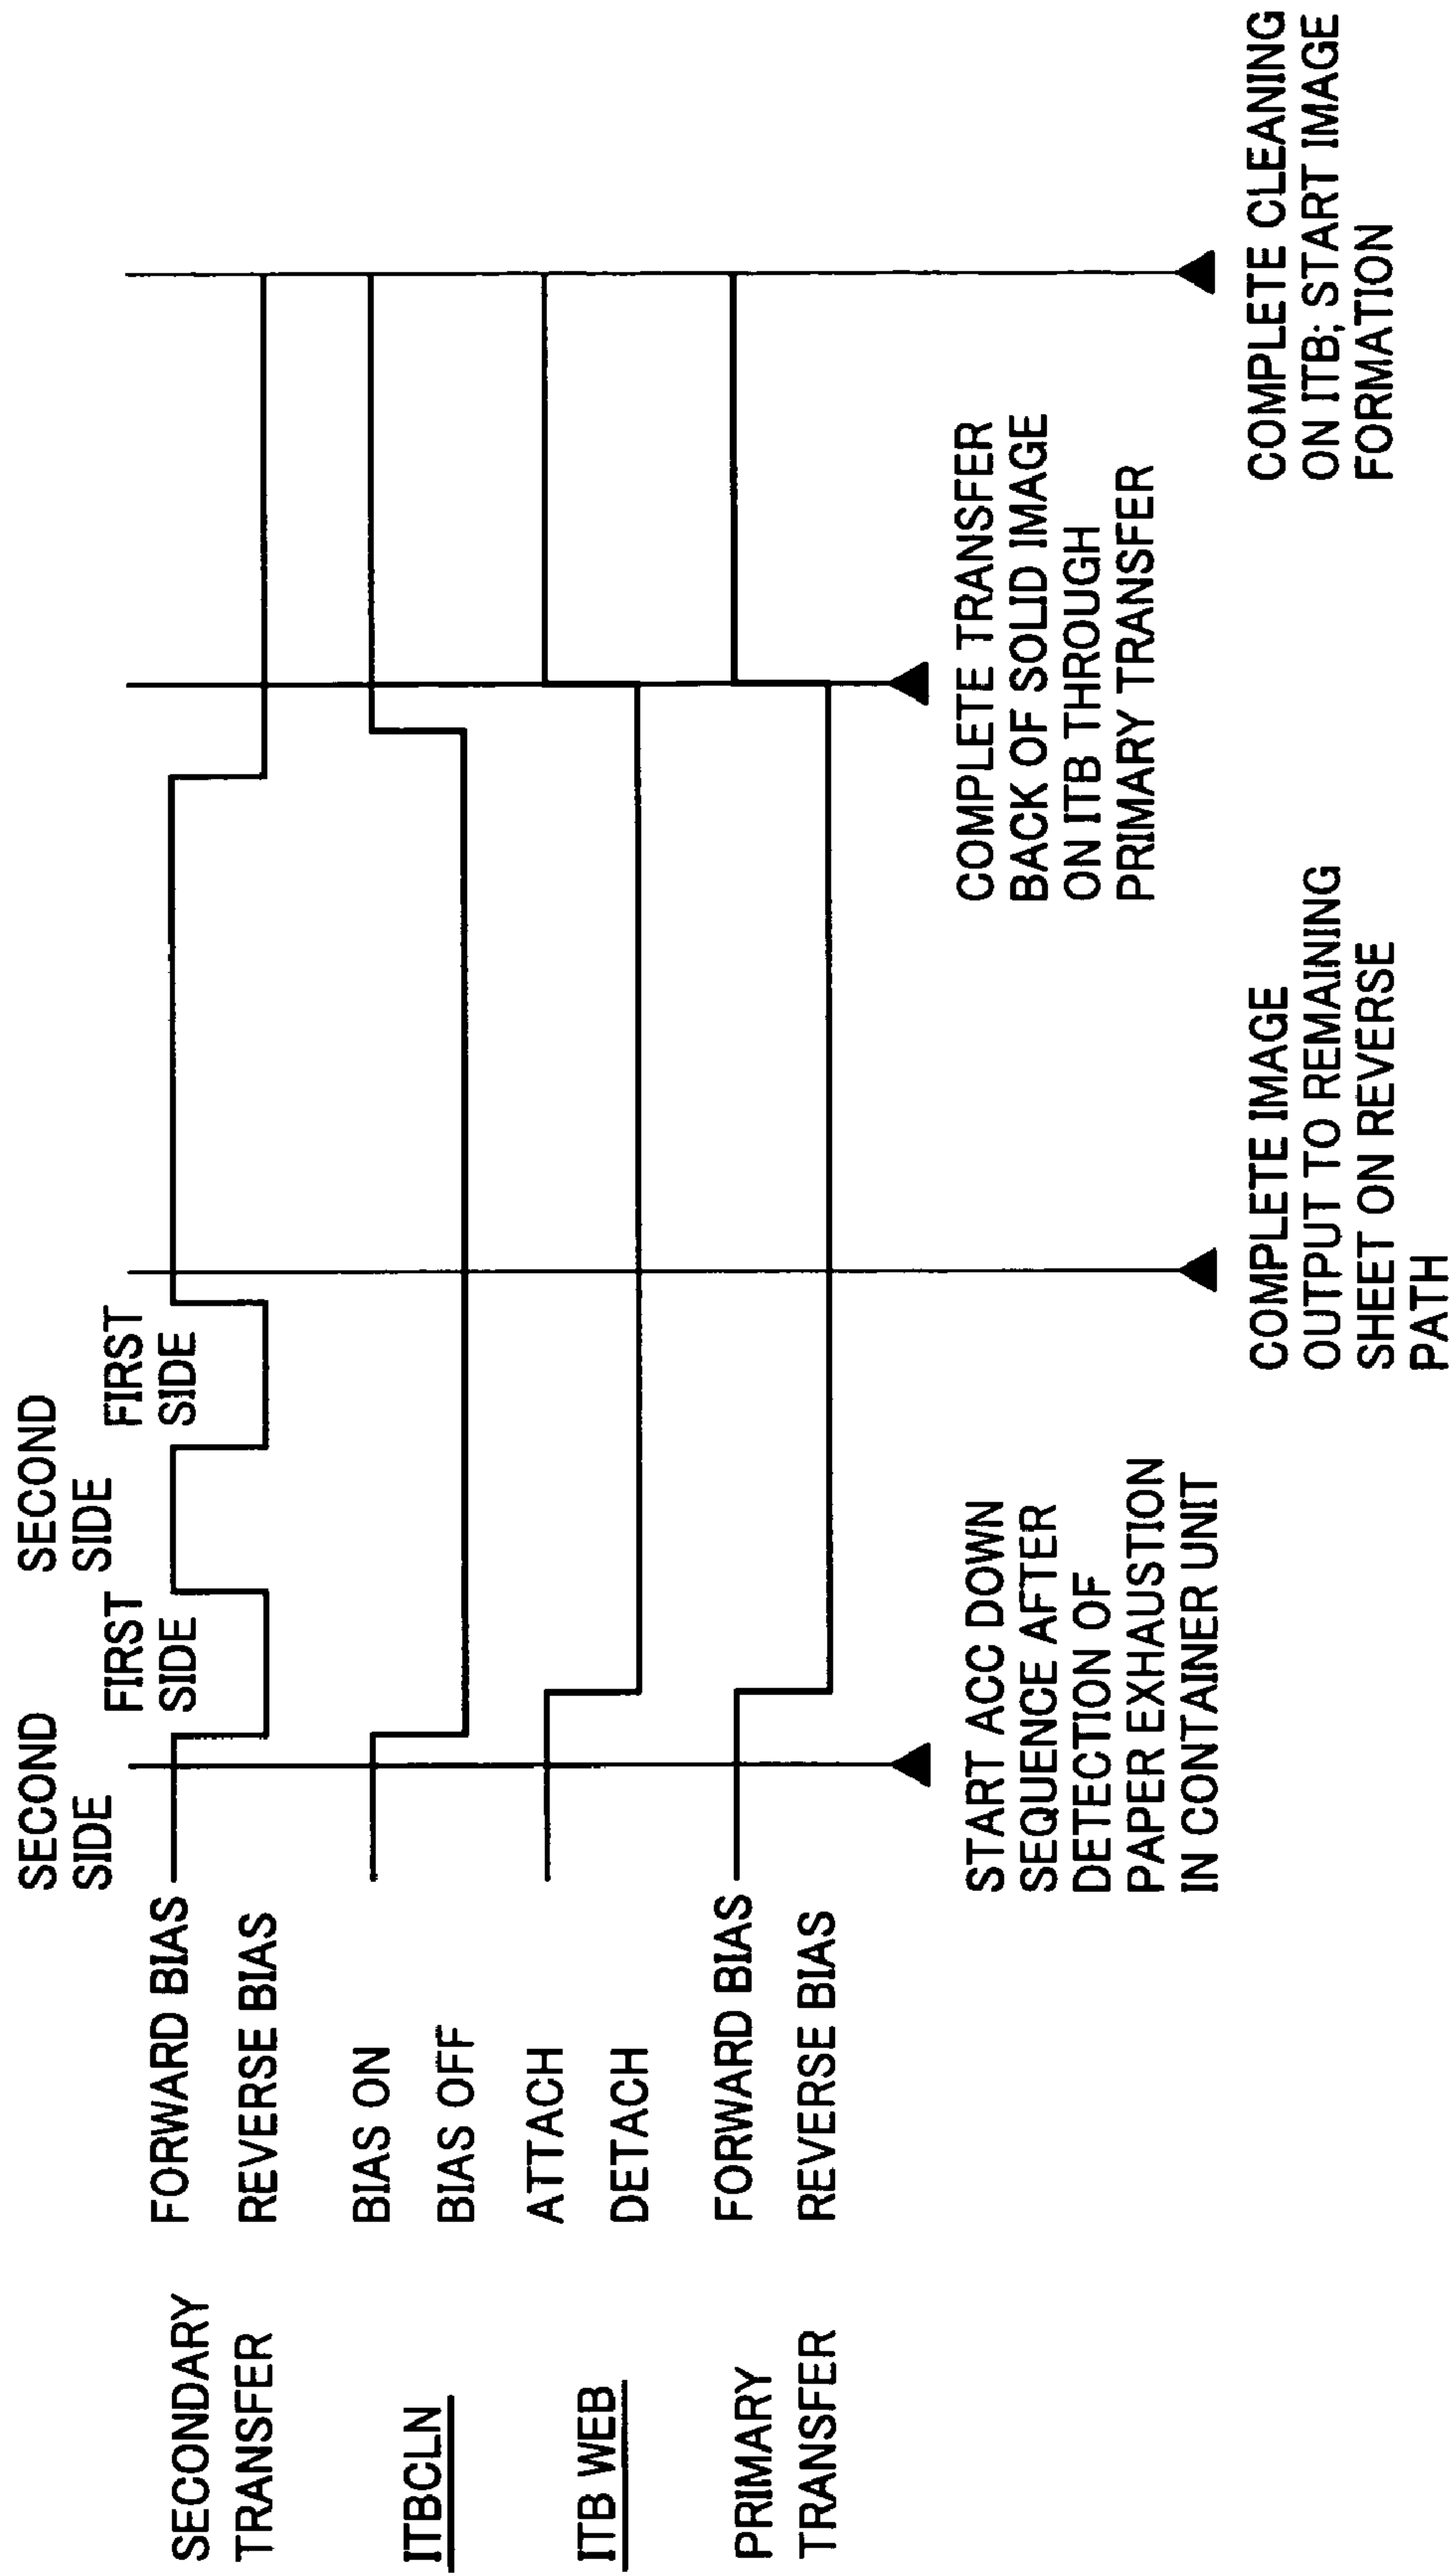 SECOND
SIDE
FIRST
SIDE
SECOND
SIDE
FIRST
SIDE
SECONDARY
TRANSFER
FORWARD BIAS
REVERSE BIAS
ITBCLN
BIAS ON
BIAS OFF
ITB WEB
ATTACH
DETACH
PRIMARY
TRANSFER
FORWARD BIAS
REVERSE BIAS
START ACC DOWN
SEQUENCE AFTER
DETECTION OF
PAPER EXHAUSTION
IN CONTAINER UNIT
COMPLETE IMAGE
OUTPUT TO REMAINING
SHEET ON REVERSE
PATH
COMPLETE TRANSFER
BACK OF SOLID IMAGE
ON ITB THROUGH
PRIMARY TRANSFER
COMPLETE CLEANING
ON ITB; START IMAGE
FORMATION